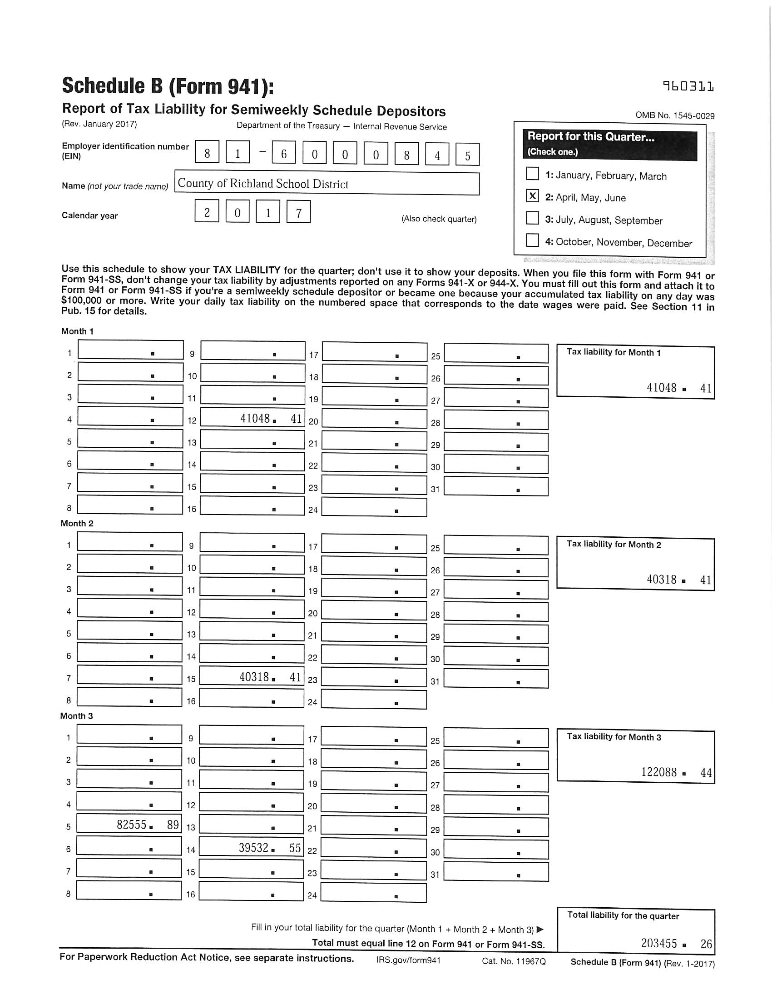 Schedule B (Form 941):
960311
Report of Tax Liability for Semiweekly Schedule Depositors
OMB No. 1545-0029
(Rev. January 2017) Department of the Treasury — Internal Revenue Service
Employer identification number (EIN) 8 1 – 6 0 0 0 8 4 5
Name (not your trade name) County of Richland School District
Calendar year 2 0 1 7 (Also check quarter)
Report for this Quarter...
(Check one.)
1: January, February, March
X 2: April, May, June
3: July, August, September
4: October, November, December
Use this schedule to show your TAX LIABILITY for the quarter; don't use it to show your deposits. When you file this form with Form 941 or
Form 941-SS, don't change your tax liability by adjustments reported on any Forms 941-X or 944-X. You must fill out this form and attach it to
Form 941 or Form 941-SS if you're a semiweekly schedule depositor or became one because your accumulated tax liability on any day was
$100,000 or more. Write your daily tax liability on the numbered space that corresponds to the date wages were paid. See Section 11 in
Pub. 15 for details.
Month 1
1 . 9 . 17 . 25 .
2 . 10 . 18 . 26 .
3 . 11 . 19 . 27 .
4 . 12 41048. 41 20 . 28 .
5 . 13 . 21 . 29 .
6 . 14 . 22 . 30 .
7 . 15 . 23 . 31 .
8 . 16 . 24 .
Tax liability for Month 1
41048. 41
Month 2
1 . 9 . 17 . 25 .
2 . 10 . 18 . 26 .
3 . 11 . 19 . 27 .
4 . 12 . 20 . 28 .
5 . 13 . 21 . 29 .
6 . 14 . 22 . 30 .
7 . 15 40318. 41 23 . 31 .
8 . 16 . 24 .
Tax liability for Month 2
40318. 41
Month 3
1 . 9 . 17 . 25 .
2 . 10 . 18 . 26 .
3 . 11 . 19 . 27 .
4 . 12 . 20 . 28 .
5 82555. 89 13 . 21 . 29 .
6 . 14 39532. 55 22 . 30 .
7 . 15 . 23 . 31 .
8 . 16 . 24 .
Tax liability for Month 3
122088. 44
Fill in your total liability for the quarter (Month 1 + Month 2 + Month 3) ▶
Total must equal line 12 on Form 941 or Form 941-SS.
Total liability for the quarter
203455. 26
For Paperwork Reduction Act Notice, see separate instructions. IRS.gov/form941 Cat. No. 11967Q Schedule B (Form 941) (Rev. 1-2017)